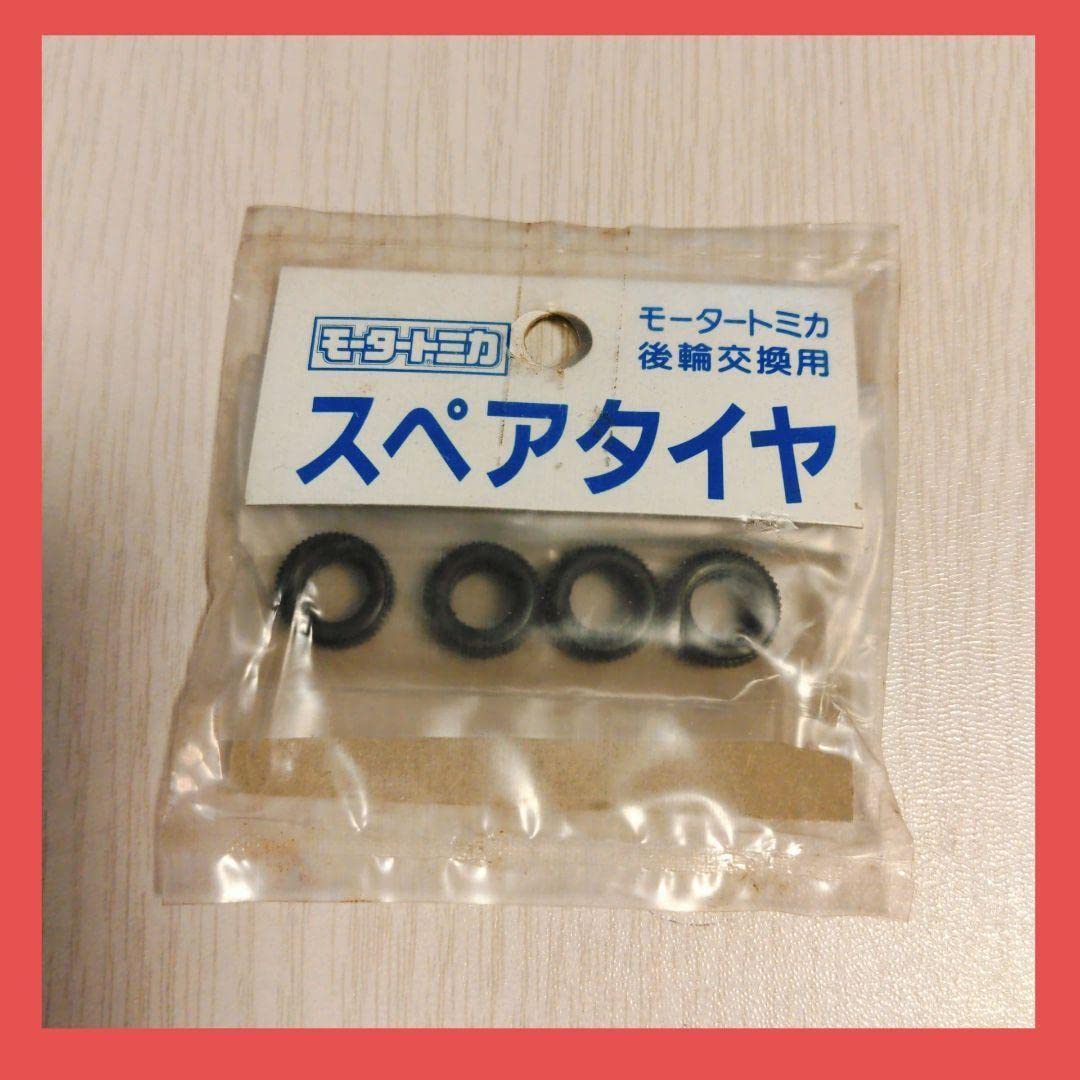 モータートミカ
モータートミカ
後輪交換用
スペアタイヤ